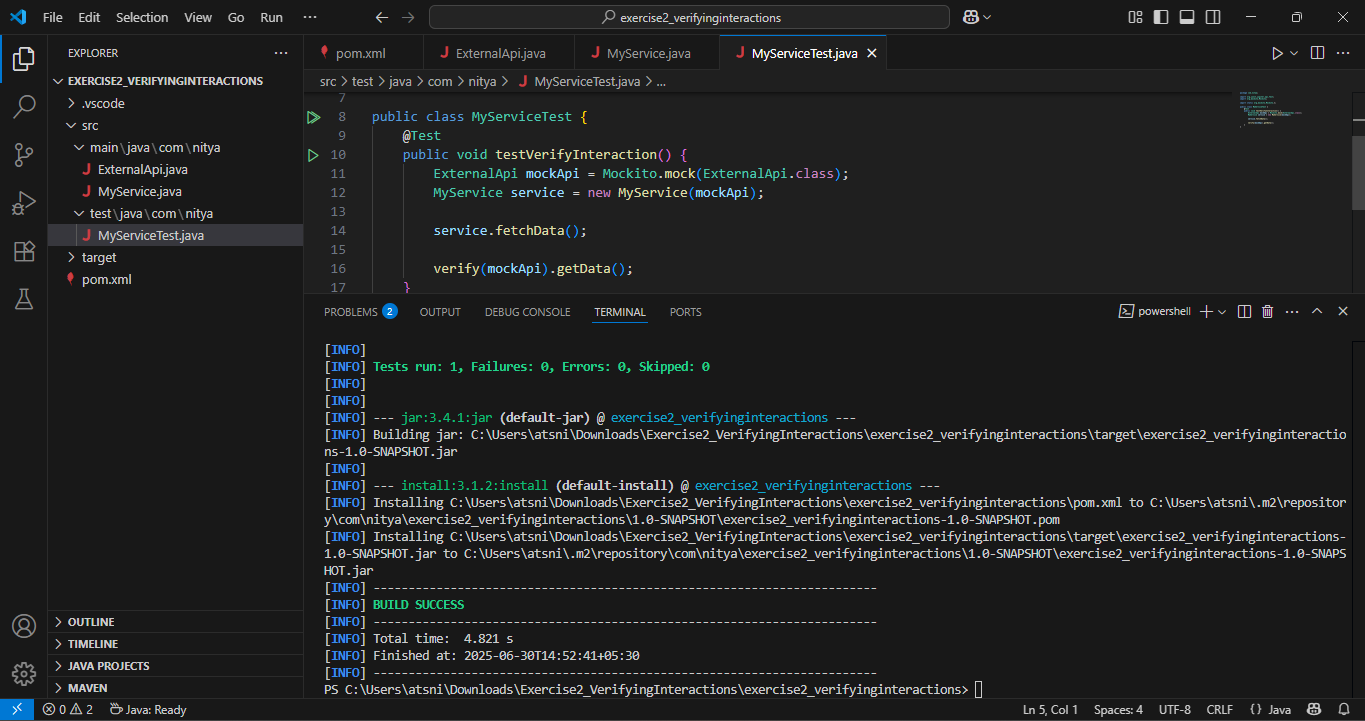 File Edit Selection View Go Run ··· exercise2_verifyinginteractions
EXPLORER ···
EXERCISE2_VERIFYINGINTERACTIONS
.vscode
src
main\java\com\nitya
ExternalApi.java
MyService.java
test\java\com\nitya
MyServiceTest.java
target
pom.xml
OUTLINE
TIMELINE
JAVA PROJECTS
MAVEN
pom.xml ExternalApi.java MyService.java MyServiceTest.java
src > test > java > com > nitya > MyServiceTest.java > ...
7
8 public class MyServiceTest {
9 @Test
10 public void testVerifyInteraction() {
11 ExternalApi mockApi = Mockito.mock(ExternalApi.class);
12 MyService service = new MyService(mockApi);
13
14 service.fetchData();
15
16 verify(mockApi).getData();
17 }
PROBLEMS 2 OUTPUT DEBUG CONSOLE TERMINAL PORTS powershell
[INFO]
[INFO] Tests run: 1, Failures: 0, Errors: 0, Skipped: 0
[INFO]
[INFO]
[INFO] --- jar:3.4.1:jar (default-jar) @ exercise2_verifyinginteractions ---
[INFO] Building jar: C:\Users\atsni\Downloads\Exercise2_VerifyingInteractions\exercise2_verifyinginteractions\target\exercise2_verifyinginteractio
ns-1.0-SNAPSHOT.jar
[INFO]
[INFO] --- install:3.1.2:install (default-install) @ exercise2_verifyinginteractions ---
[INFO] Installing C:\Users\atsni\Downloads\Exercise2_VerifyingInteractions\exercise2_verifyinginteractions\pom.xml to C:\Users\atsni\.m2\repositor
y\com\nitya\exercise2_verifyinginteractions\1.0-SNAPSHOT\exercise2_verifyinginteractions-1.0-SNAPSHOT.pom
[INFO] Installing C:\Users\atsni\Downloads\Exercise2_VerifyingInteractions\exercise2_verifyinginteractions\target\exercise2_verifyinginteractions-
1.0-SNAPSHOT.jar to C:\Users\atsni\.m2\repository\com\nitya\exercise2_verifyinginteractions\1.0-SNAPSHOT\exercise2_verifyinginteractions-1.0-SNAPS
HOT.jar
[INFO] ------------------------------------------------------------------------
[INFO] BUILD SUCCESS
[INFO] ------------------------------------------------------------------------
[INFO] Total time:  4.821 s
[INFO] Finished at: 2025-06-30T14:52:41+05:30
[INFO] ------------------------------------------------------------------------
PS C:\Users\atsni\Downloads\Exercise2_VerifyingInteractions\exercise2_verifyinginteractions>
0 2 Java: Ready Ln 5, Col 1 Spaces: 4 UTF-8 CRLF {} Java